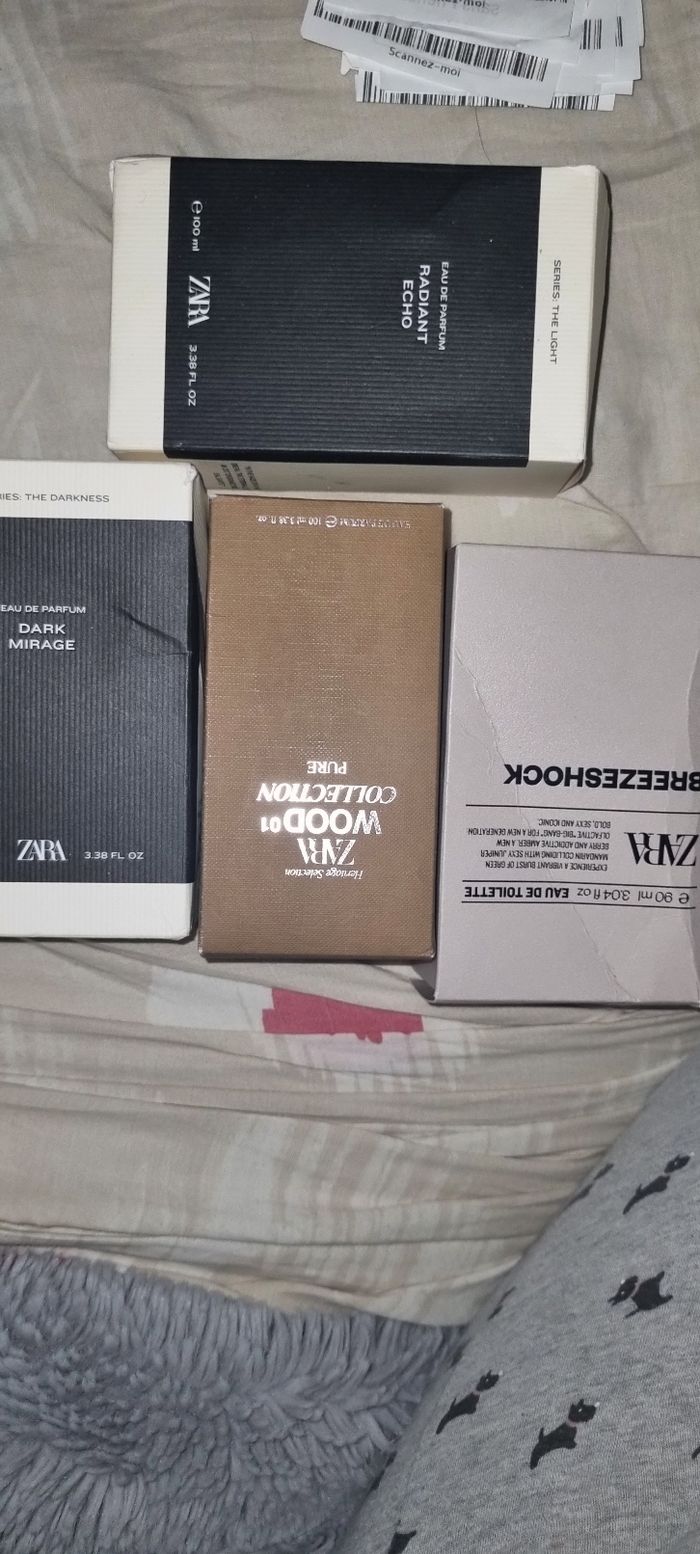 Scannez-moi
SERIES: THE LIGHT
EAU DE PARFUM
RADIANT
ECHO
e 100 ml ZARA 3.38 FL OZ
IES: THE DARKNESS
EAU DE PARFUM
DARK
MIRAGE
ZARA 3.38 FL OZ
Heritage Selection
ZARA
WOOD 01
COLLECTION
PURE
EAU DE PARFUM e 100 ml 3.38 fl. oz.
e 90 ml 3.04 fl oz EAU DE TOILETTE
ZARA
EXPERIENCE A VIBRANT BURST OF GREEN
MANDARIN COLLIDING WITH SEXY JUNIPER
BERRY AND ADDICTIVE AMBER. A NEW
OLFACTIVE "BIG-BANG" FOR A NEW GENERATION
BOLD, SEXY AND ICONIC.
BREEZESHOCK